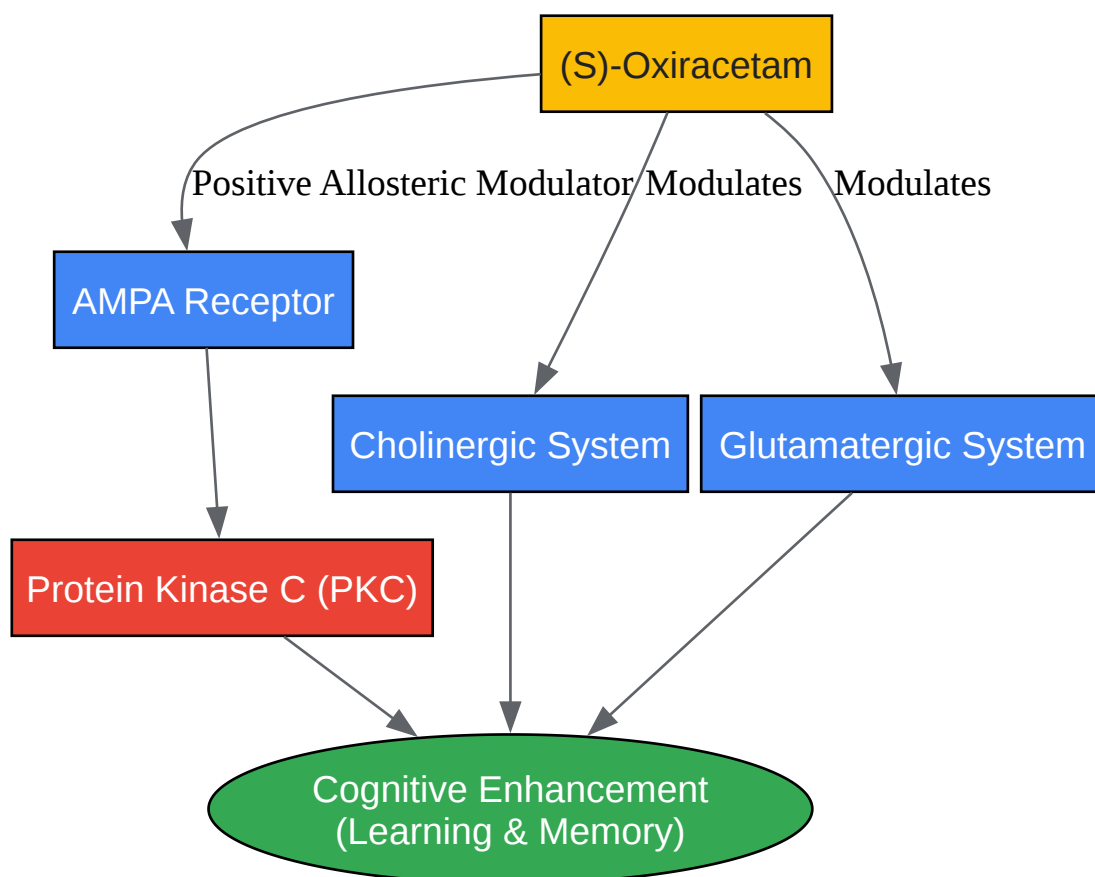 (S)-Oxiracetam
Positive Allosteric Modulator
Modulates
Modulates
AMPA Receptor
Cholinergic System
Glutamatergic System
Protein Kinase C (PKC)
Cognitive Enhancement
(Learning & Memory)